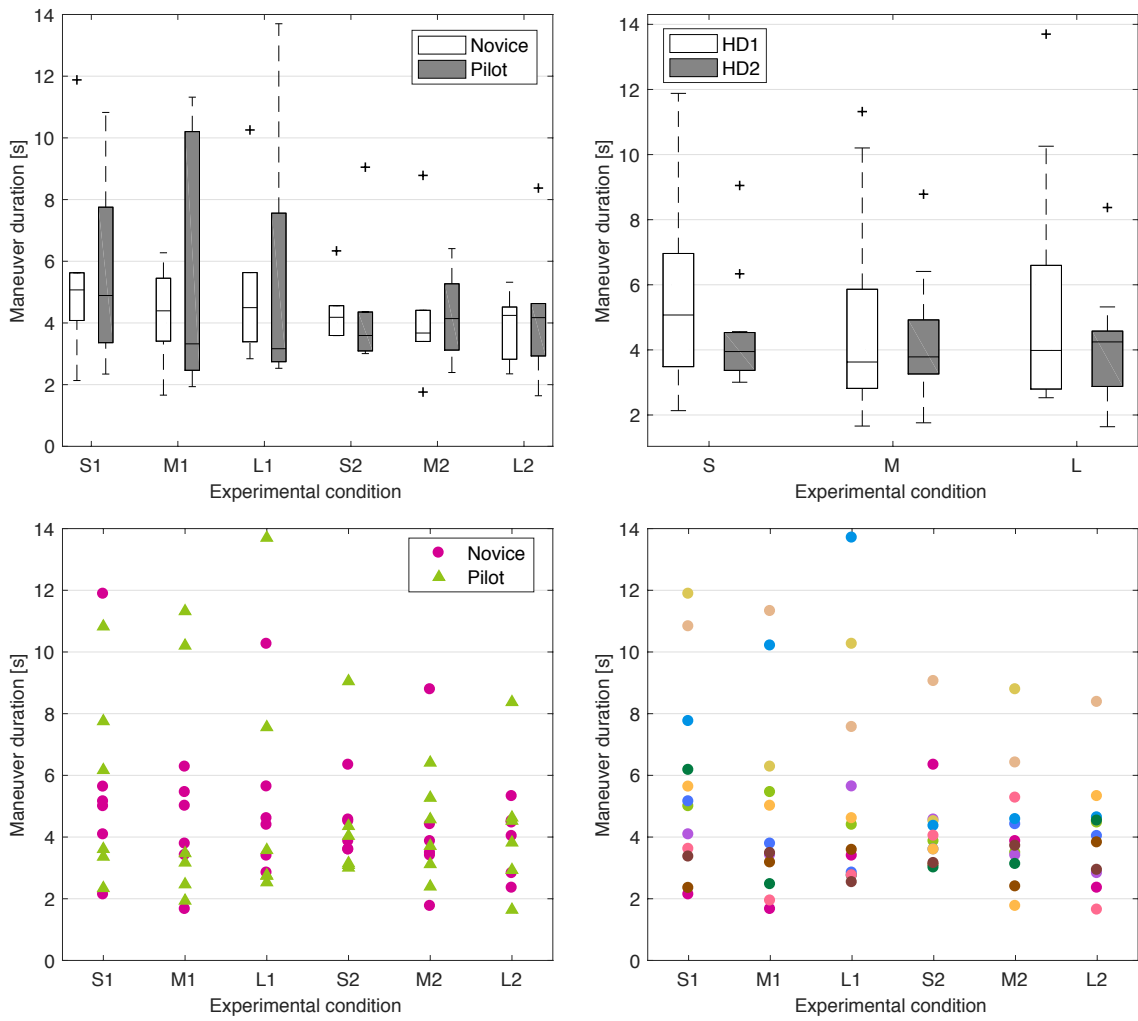 Maneuver duration [s]
14
12
10
8
6
4
2
0
Novice
Pilot
S1 M1 L1 S2 M2 L2
Experimental condition
Maneuver duration [s]
14
12
10
8
6
4
2
HD1
HD2
S M L
Experimental condition
Maneuver duration [s]
14
12
10
8
6
4
2
0
Novice
Pilot
S1 M1 L1 S2 M2 L2
Experimental condition
Maneuver duration [s]
14
12
10
8
6
4
2
0
S1 M1 L1 S2 M2 L2
Experimental condition